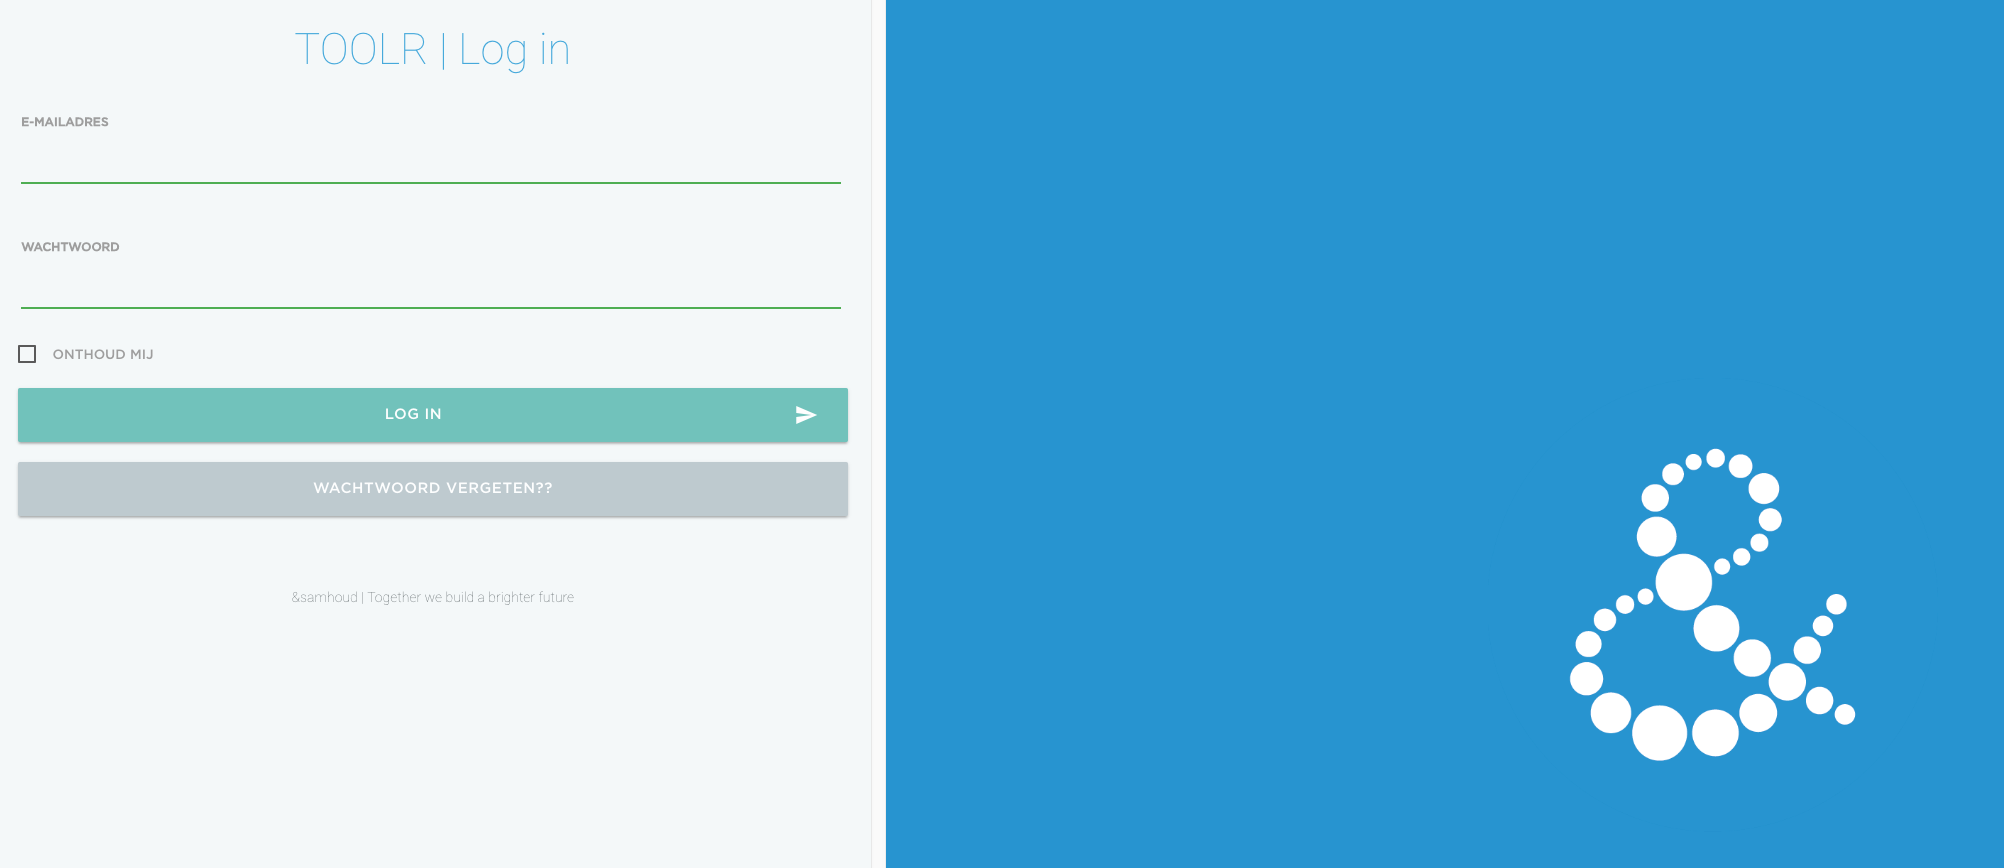 TOOLR | Log in
E-MAILADRES
WACHTWOORD
ONTHOUD MIJ
LOG IN
WACHTWOORD VERGETEN??
&samhoud | Together we build a brighter future
&